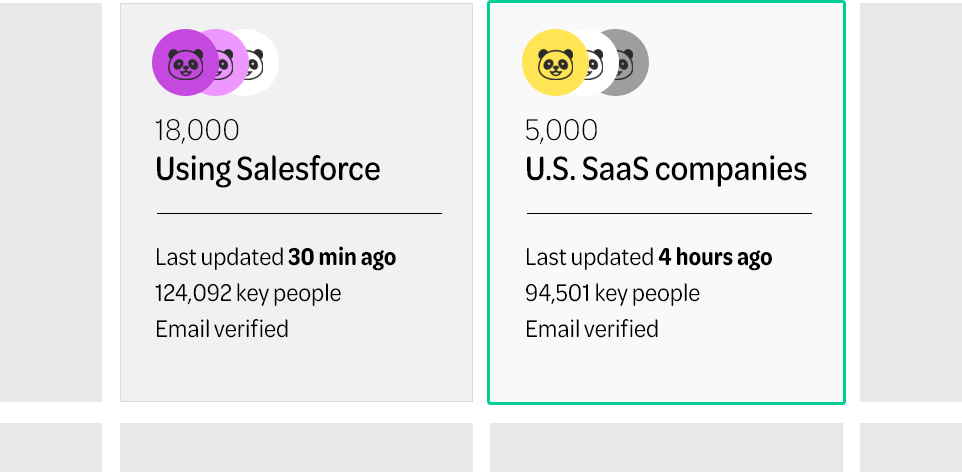 18,000
Using Salesforce
Last updated 30 min ago
124,092 key people
Email verified
5,000
U.S. SaaS companies
Last updated 4 hours ago
94,501 key people
Email verified